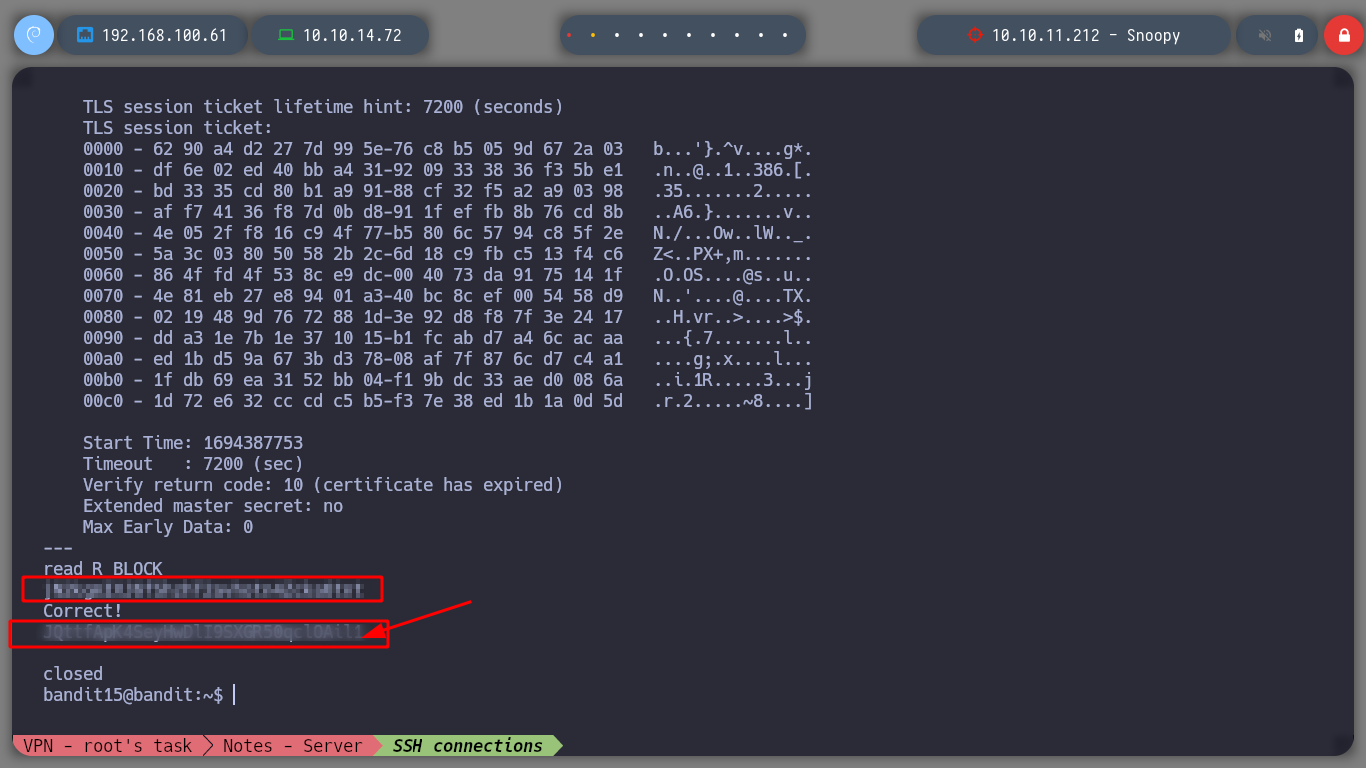 192.168.100.61 10.10.14.72 10.10.11.212 - Snoopy
TLS session ticket lifetime hint: 7200 (seconds)
TLS session ticket:
0000 - 62 90 a4 d2 27 7d 99 5e-76 c8 b5 05 9d 67 2a 03 b...'}.^v....g*.
0010 - df 6e 02 ed 40 bb a4 31-92 09 33 38 36 f3 5b e1 .n..@..1..386.[.
0020 - bd 33 35 cd 80 b1 a9 91-88 cf 32 f5 a2 a9 03 98 .35.......2.....
0030 - af f7 41 36 f8 7d 0b d8-91 1f ef fb 8b 76 cd 8b ..A6.}.......v..
0040 - 4e 05 2f f8 16 c9 4f 77-b5 80 6c 57 94 c8 5f 2e N./...Ow..lW.._.
0050 - 5a 3c 03 80 50 58 2b 2c-6d 18 c9 fb c5 13 f4 c6 Z<..PX+,m.......
0060 - 86 4f fd 4f 53 8c e9 dc-00 40 73 da 91 75 14 1f .O.OS....@s..u..
0070 - 4e 81 eb 27 e8 94 01 a3-40 bc 8c ef 00 54 58 d9 N..'....@....TX.
0080 - 02 19 48 9d 76 72 88 1d-3e 92 d8 f8 7f 3e 24 17 ..H.vr..>....>$.
0090 - dd a3 1e 7b 1e 37 10 15-b1 fc ab d7 a4 6c ac aa ...{.7.......l..
00a0 - ed 1b d5 9a 67 3b d3 78-08 af 7f 87 6c d7 c4 a1 ....g;.x....l...
00b0 - 1f db 69 ea 31 52 bb 04-f1 9b dc 33 ae d0 08 6a ..i.1R.....3...j
00c0 - 1d 72 e6 32 cc cd c5 b5-f3 7e 38 ed 1b 1a 0d 5d .r.2.....~8....]
Start Time: 1694387753
Timeout : 7200 (sec)
Verify return code: 10 (certificate has expired)
Extended master secret: no
Max Early Data: 0
---
read R BLOCK
Correct!
closed
bandit15@bandit:~$
VPN - root's task Notes - Server SSH connections